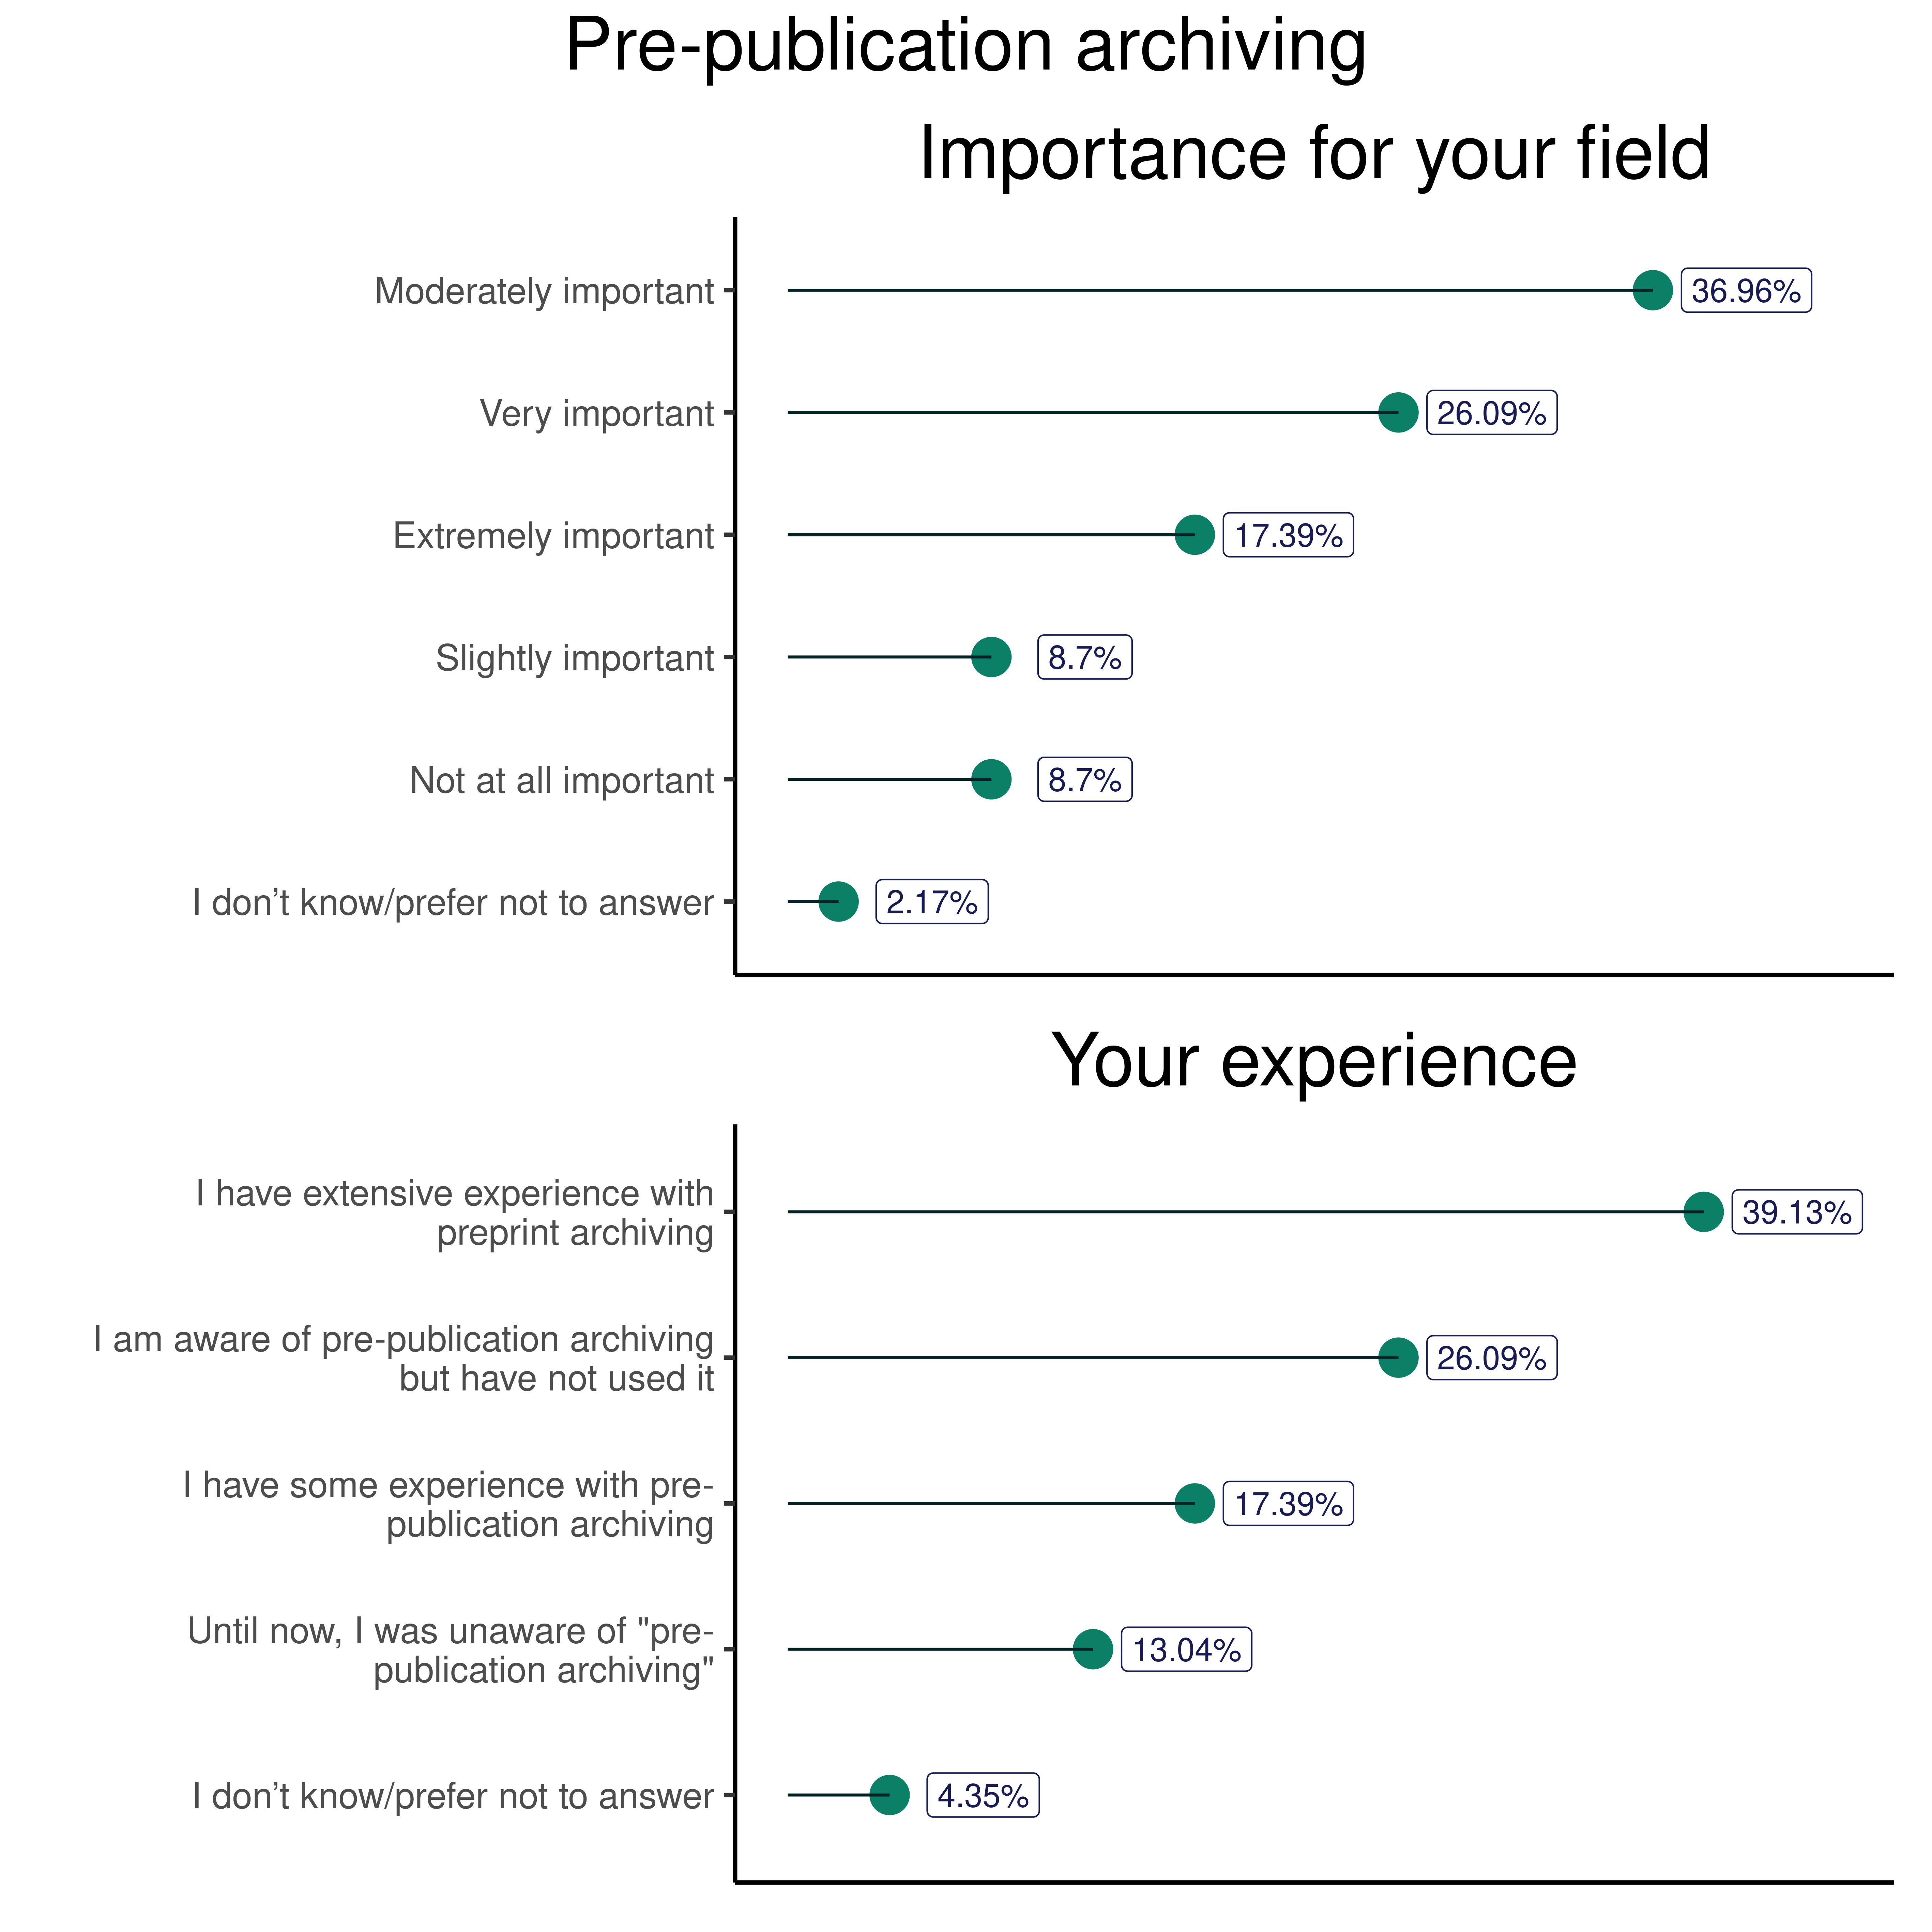 Pre-publication archiving
Importance for your field
Moderately important
36.96%
Very important
26.09%
Extremely important
17.39%
Slightly important
8.7%
Not at all important
8.7%
I don’t know/prefer not to answer
2.17%
Your experience
I have extensive experience with
preprint archiving
39.13%
I am aware of pre-publication archiving
but have not used it
26.09%
I have some experience with pre-
publication archiving
17.39%
Until now, I was unaware of "pre-
publication archiving"
13.04%
I don’t know/prefer not to answer
4.35%